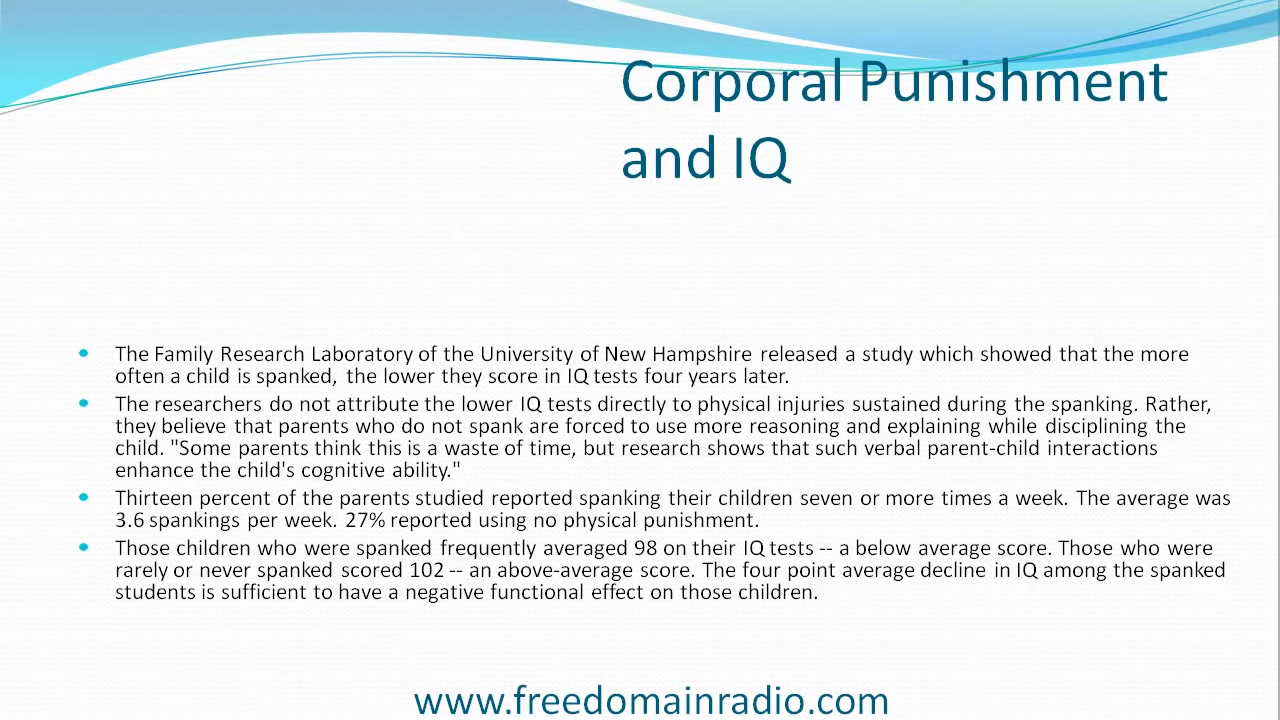 Corporal Punishment
and IQ
The Family Research Laboratory of the University of New Hampshire released a study which showed that the more
often a child is spanked, the lower they score in IQ tests four years later.
The researchers do not attribute the lower IQ tests directly to physical injuries sustained during the spanking. Rather,
they believe that parents who do not spank are forced to use more reasoning and explaining while disciplining the
child. "Some parents think this is a waste of time, but research shows that such verbal parent-child interactions
enhance the child's cognitive ability."
Thirteen percent of the parents studied reported spanking their children seven or more times a week. The average was
3.6 spankings per week. 27% reported using no physical punishment.
Those children who were spanked frequently averaged 98 on their IQ tests -- a below average score. Those who were
rarely or never spanked scored 102 -- an above-average score. The four point average decline in IQ among the spanked
students is sufficient to have a negative functional effect on those children.
www.freedomainradio.com